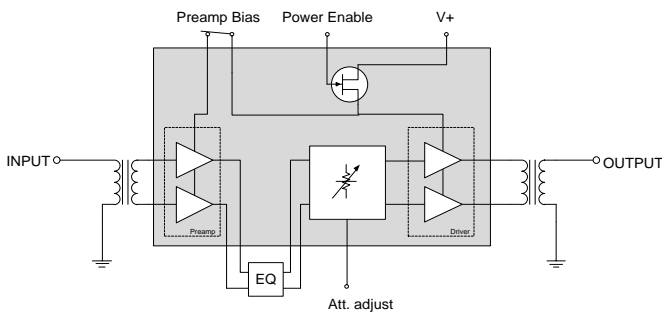 Preamp Bias
Power Enable
V+
INPUT
OUTPUT
Preamp
Driver
EQ
Att. adjust